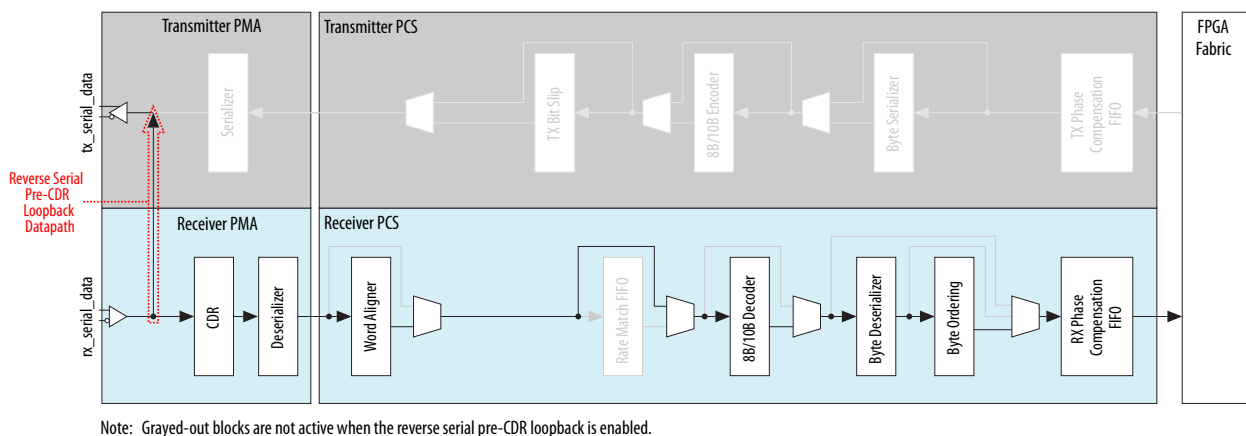 Transmitter PMA
Transmitter PCS
FPGA
Fabric
tx_serial_data
Serializer
TX Bit Slip
8B/10B Encoder
Byte Serializer
TX Phase
Compensation
FIFO
Reverse Serial
Pre-CDR
Loopback
Datapath
Receiver PMA
Receiver PCS
rx_serial_data
CDR
Deserializer
Word Aligner
Rate Match FIFO
8B/10B Decoder
Byte Deserializer
Byte Ordering
RX Phase
Compensation
FIFO
Note: Grayed-out blocks are not active when the reverse serial pre-CDR loopback is enabled.